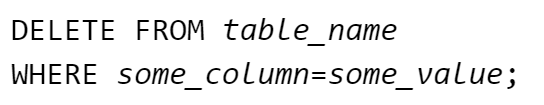 DELETE FROM table_name
WHERE some_column=some_value;